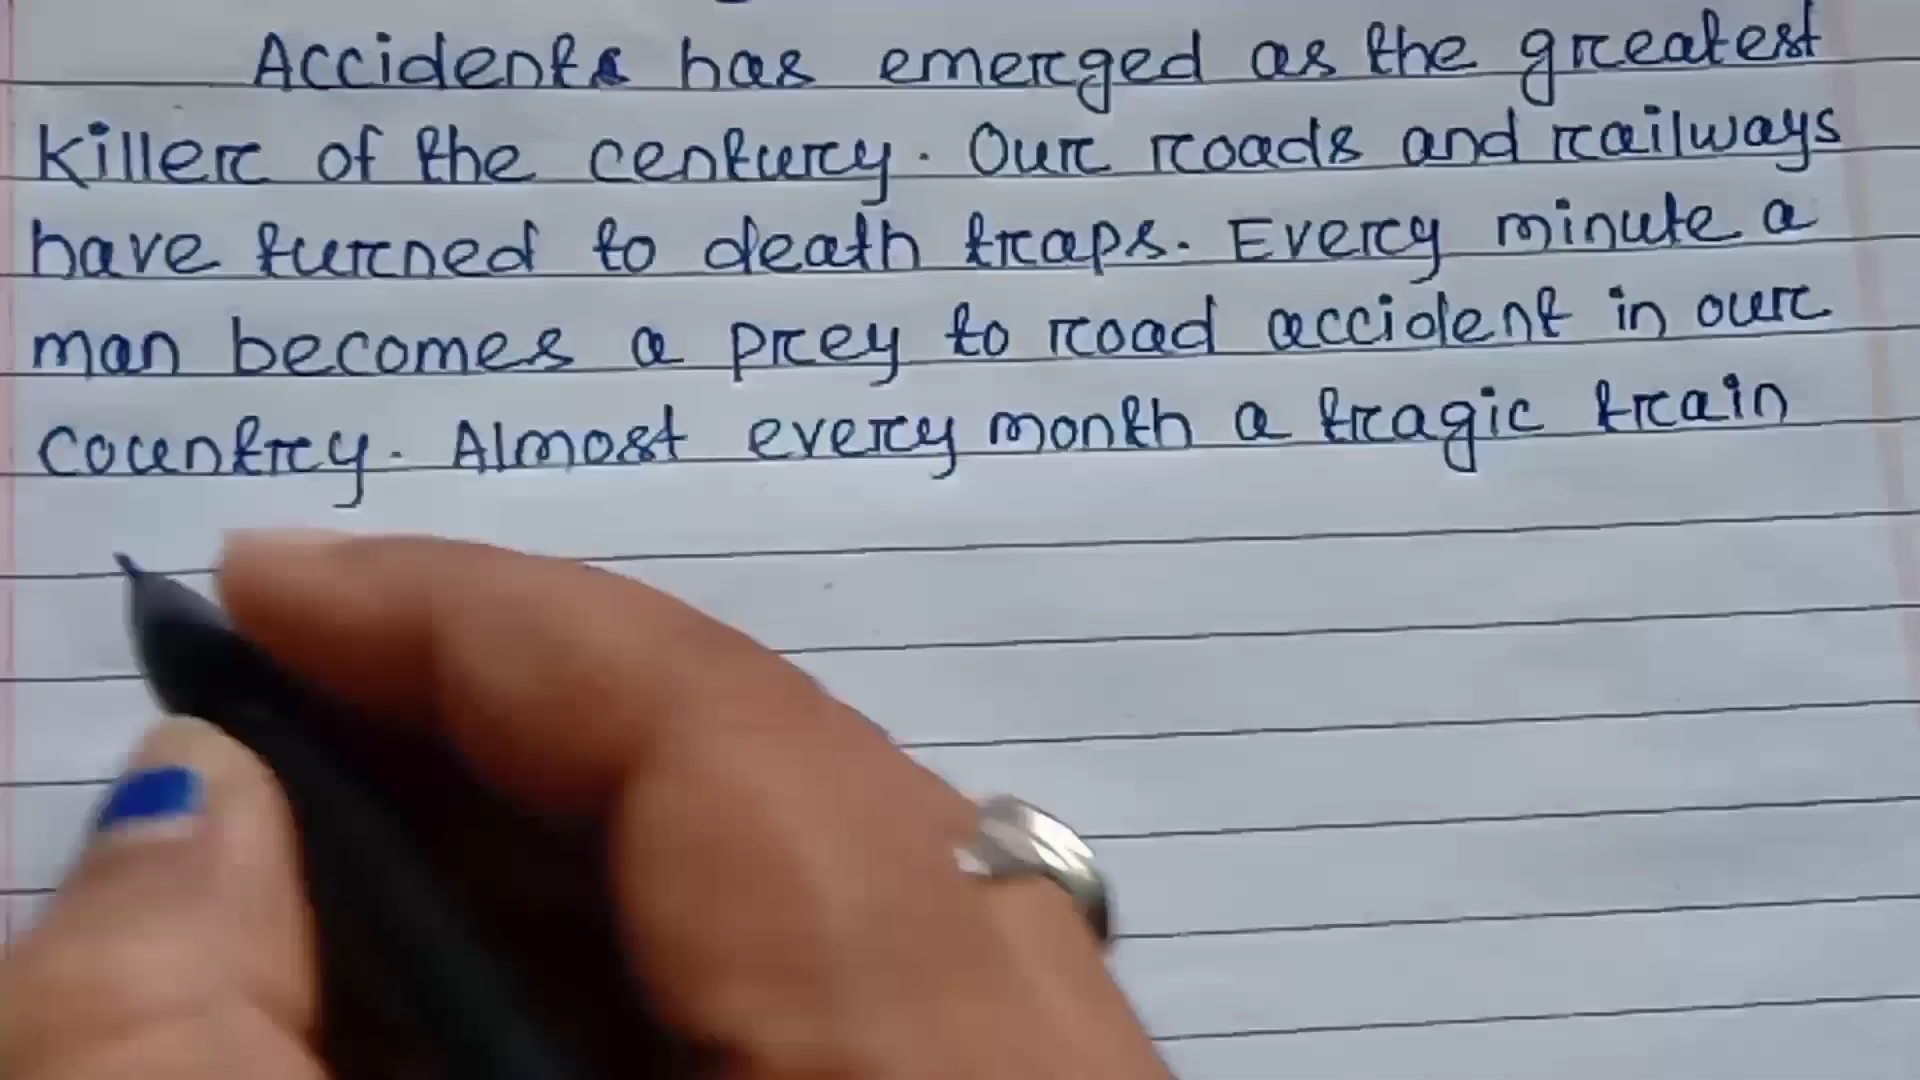 Accidents has emerged as the greatest
killer of the century. Our roads and railways
have turned to death traps. Every minute a
man becomes a prey to road accident in our
country. Almost every month a tragic train